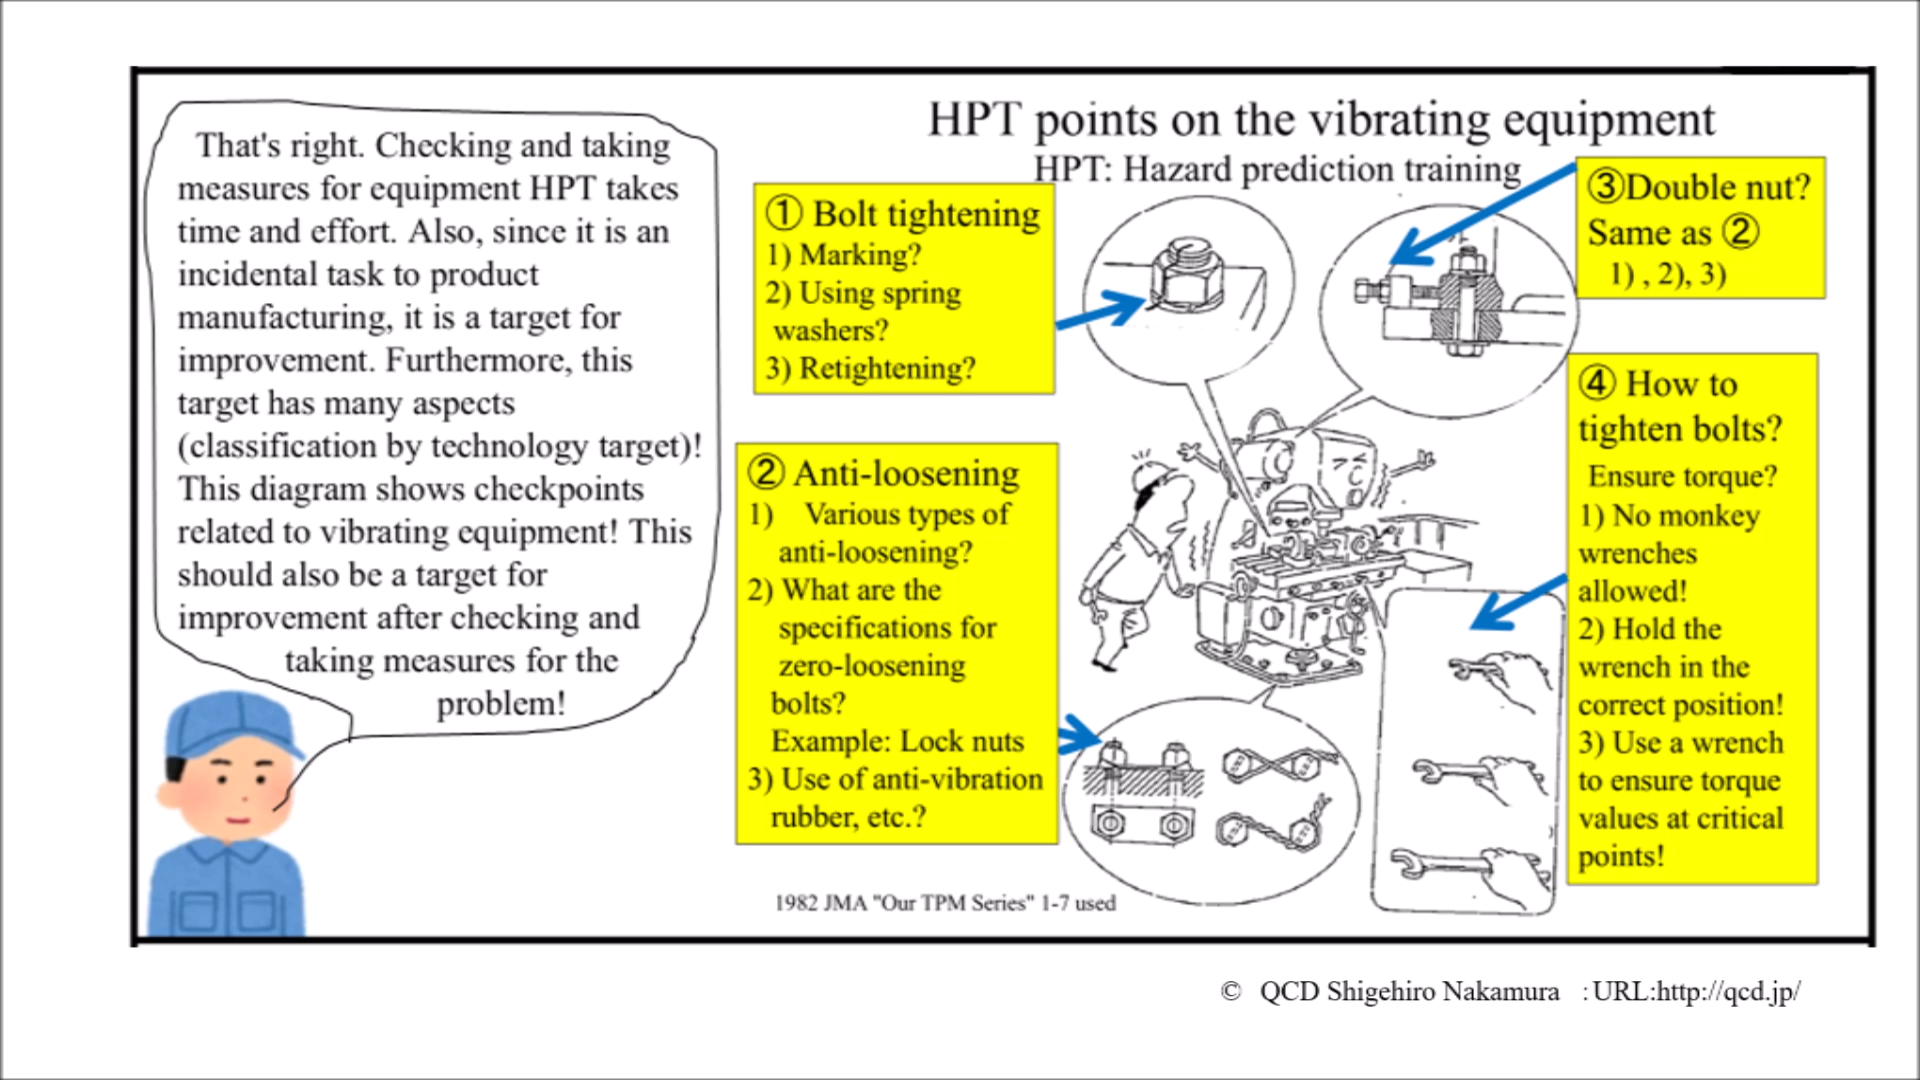 HPT points on the vibrating equipment
HPT: Hazard prediction training
That's right. Checking and taking
measures for equipment HPT takes
time and effort. Also, since it is an
incidental task to product
manufacturing, it is a target for
improvement. Furthermore, this
target has many aspects
(classification by technology target)!
This diagram shows checkpoints
related to vibrating equipment! This
should also be a target for
improvement after checking and
taking measures for the
problem!
① Bolt tightening
1) Marking?
2) Using spring
washers?
3) Retightening?
② Anti-loosening
1) Various types of
anti-loosening?
2) What are the
specifications for
zero-loosening
bolts?
Example: Lock nuts
3) Use of anti-vibration
rubber, etc.?
③Double nut?
Same as ②
1) , 2), 3)
④ How to
tighten bolts?
Ensure torque?
1) No monkey
wrenches
allowed!
2) Hold the
wrench in the
correct position!
3) Use a wrench
to ensure torque
values at critical
points!
1982 JMA "Our TPM Series" 1-7 used
© QCD Shigehiro Nakamura :URL:http://qcd.jp/